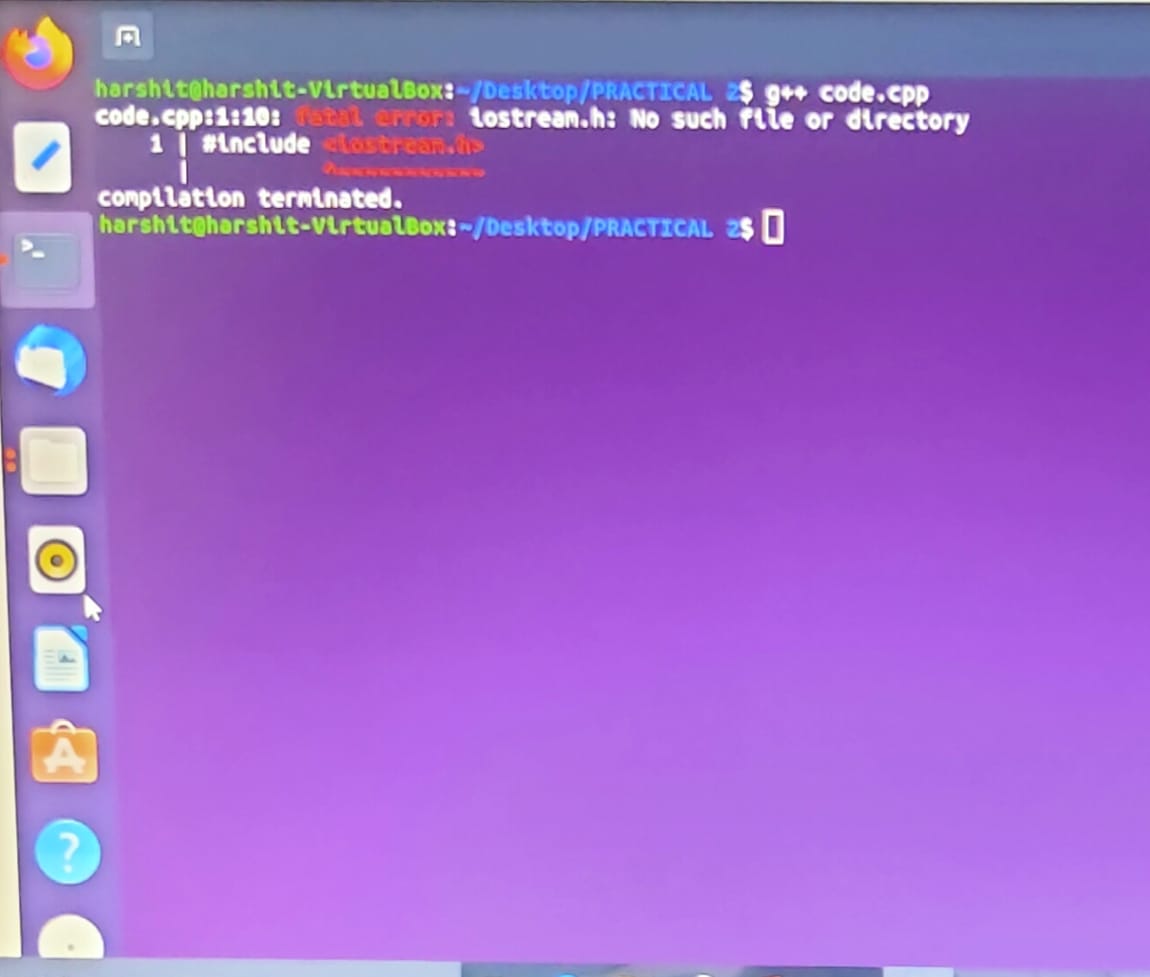 harshit@harshit-VirtualBox:~/Desktop/PRACTICAL 2$ g++ code.cpp
code.cpp:1:10: fatal error: iostream.h: No such file or directory
    1 | #include <iostream.h>
      |          ^~~~~~~~~~~~
compilation terminated.
harshit@harshit-VirtualBox:~/Desktop/PRACTICAL 2$